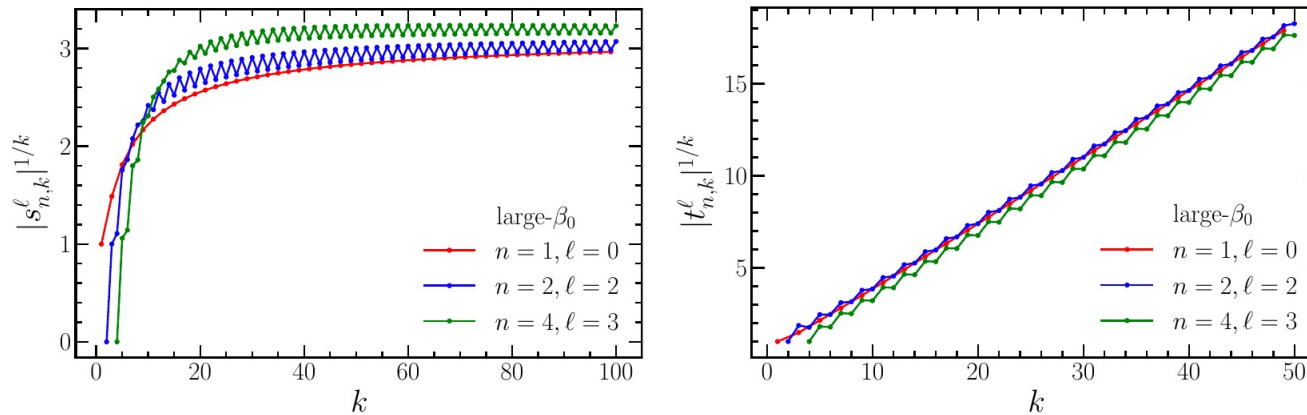 |s^ℓ_{n,k}|^{1/k}
3
2
1
0
large-β₀
n = 1, ℓ = 0
n = 2, ℓ = 2
n = 4, ℓ = 3
0 20 40 60 80 100
k
|t^ℓ_{n,k}|^{1/k}
15
10
5
large-β₀
n = 1, ℓ = 0
n = 2, ℓ = 2
n = 4, ℓ = 3
0 10 20 30 40 50
k